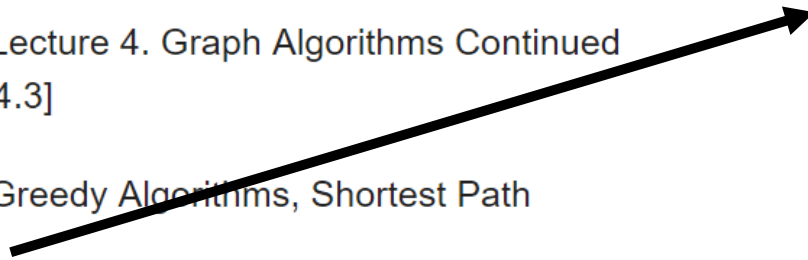 Lecture 4. Graph Algorithms Continued
4.3]
Greedy Algorithms, Shortest Path